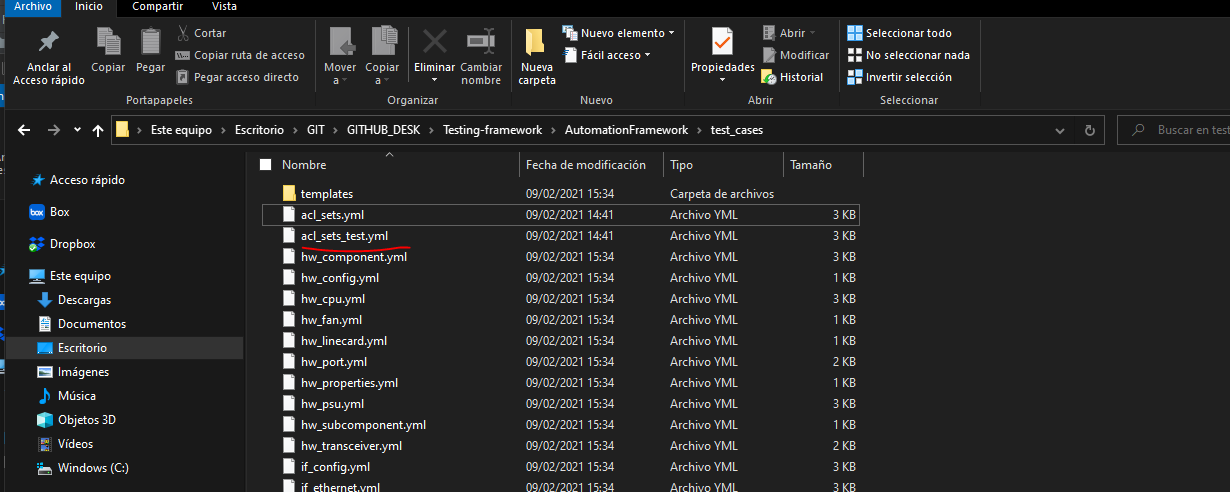 Archivo Inicio Compartir Vista
Anclar al Acceso rápido
Copiar
Pegar
Cortar
Copiar ruta de acceso
Pegar acceso directo
Portapapeles
Mover a
Copiar a
Eliminar
Cambiar nombre
Organizar
Nueva carpeta
Nuevo elemento
Fácil acceso
Nuevo
Propiedades
Abrir
Modificar
Historial
Abrir
Seleccionar todo
No seleccionar nada
Invertir selección
Seleccionar
Este equipo > Escritorio > GIT > GITHUB_DESK > Testing-framework > AutomationFramework > test_cases
Buscar en test
Acceso rápido
Box
Dropbox
Este equipo
Descargas
Documentos
Escritorio
Imágenes
Música
Objetos 3D
Vídeos
Windows (C:)
Nombre Fecha de modificación Tipo Tamaño
templates 09/02/2021 15:34 Carpeta de archivos
acl_sets.yml 09/02/2021 14:41 Archivo YML 3 KB
acl_sets_test.yml 09/02/2021 14:41 Archivo YML 3 KB
hw_component.yml 09/02/2021 15:34 Archivo YML 3 KB
hw_config.yml 09/02/2021 15:34 Archivo YML 1 KB
hw_cpu.yml 09/02/2021 15:34 Archivo YML 3 KB
hw_fan.yml 09/02/2021 15:34 Archivo YML 1 KB
hw_linecard.yml 09/02/2021 15:34 Archivo YML 1 KB
hw_port.yml 09/02/2021 15:34 Archivo YML 2 KB
hw_properties.yml 09/02/2021 15:34 Archivo YML 1 KB
hw_psu.yml 09/02/2021 15:34 Archivo YML 3 KB
hw_subcomponent.yml 09/02/2021 15:34 Archivo YML 1 KB
hw_transceiver.yml 09/02/2021 15:34 Archivo YML 2 KB
if_config.yml 09/02/2021 15:34 Archivo YML 3 KB
if_ethernet.yml 09/02/2021 15:34 Archivo YML 3 KB